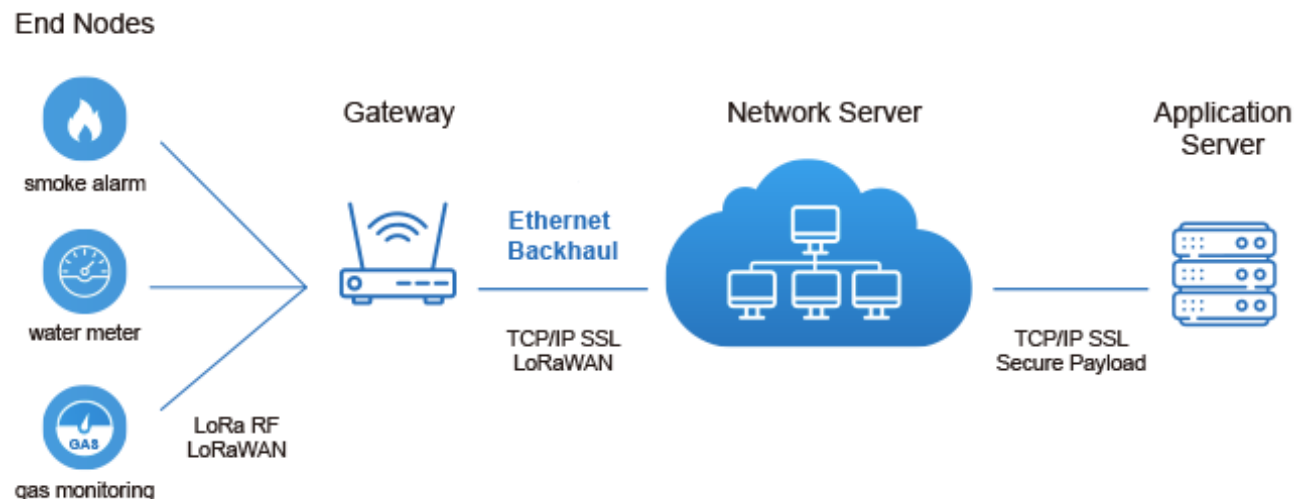 End Nodes
smoke alarm
water meter
GAS
gas monitoring
LoRa RF
LoRaWAN
Gateway
Ethernet
Backhaul
TCP/IP SSL
LoRaWAN
Network Server
TCP/IP SSL
Secure Payload
Application
Server